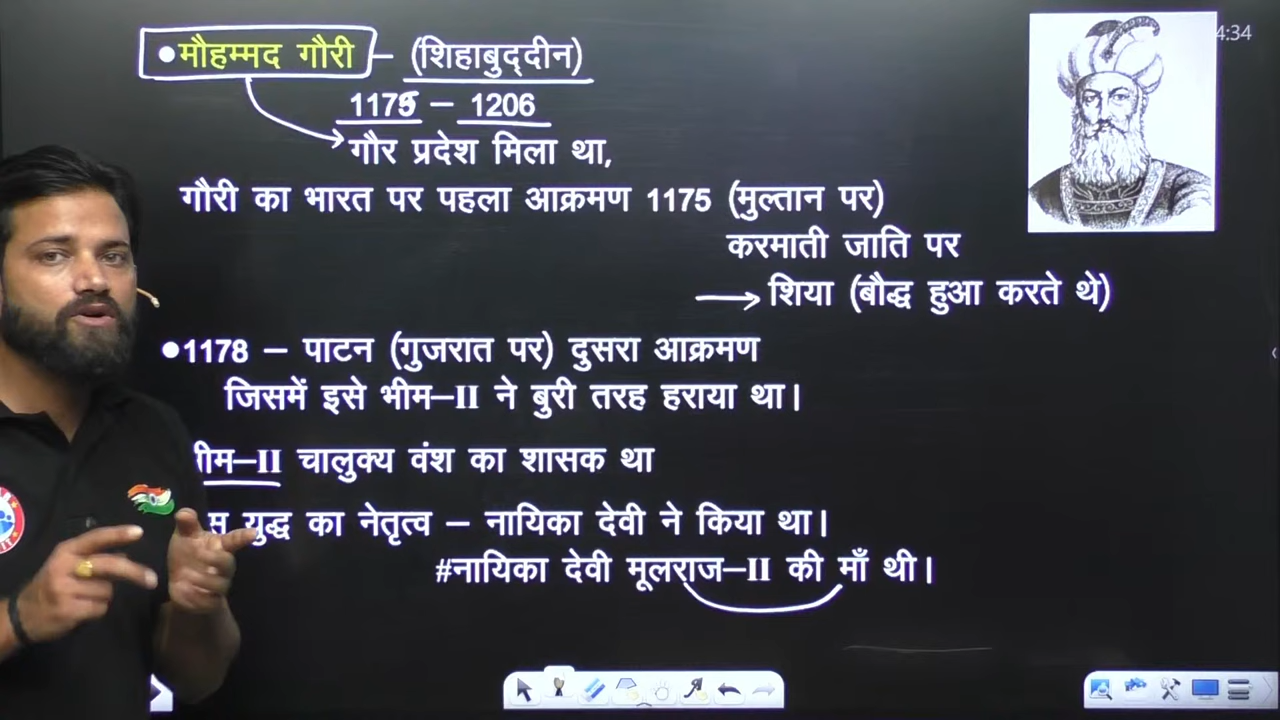 •मौहम्मद गौरी – (शिहाबुद्दीन)
1175 – 1206
गौर प्रदेश मिला था,
गौरी का भारत पर पहला आक्रमण 1175 (मुल्तान पर)
करमाती जाति पर
शिया (बौद्ध हुआ करते थे)
•1178 – पाटन (गुजरात पर) दुसरा आक्रमण
जिसमें इसे भीम–II ने बुरी तरह हराया था।
भीम–II चालुक्य वंश का शासक था
युद्ध का नेतृत्व – नायिका देवी ने किया था।
#नायिका देवी मूलराज–II की माँ थी।
4:34